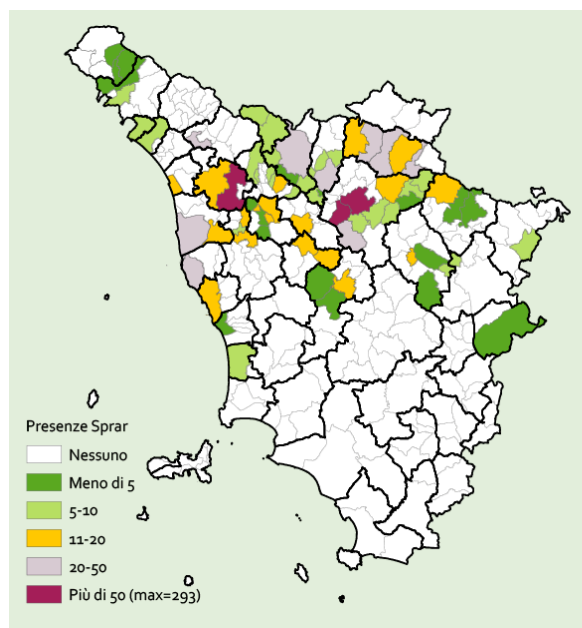 Presenze Sprar
Nessuno
Meno di 5
5-10
11-20
20-50
Più di 50 (max=293)